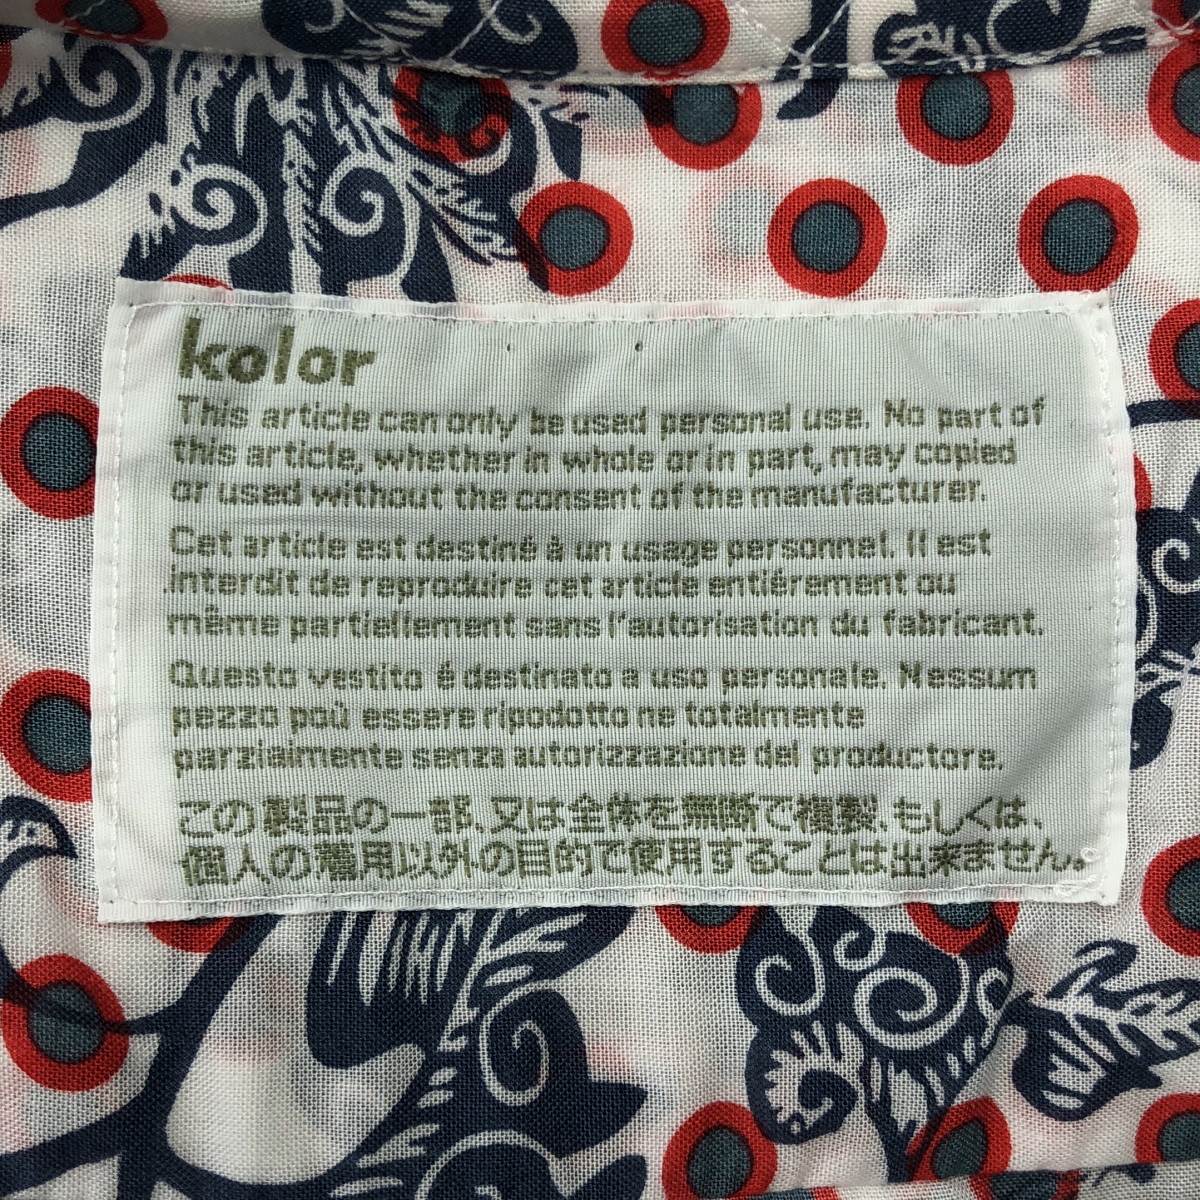 kolor
This article can only be used personal use. No part of
this article, whether in whole or in part, may copied
or used without the consent of the manufacturer.
Cet article est destiné à un usage personnel. Il est
interdit de reproduire cet article entiérement ou
même partiellement sans l'autorisation du fabricant.
Questo vestito é destinato a uso personale. Nessum
pezzo poù essere ripodotto ne totalmente
parzialmente senza autorizzazione del productore.
この製品の一部、又は全体を無断で複製、もしくは、
個人の着用以外の目的で使用することは出来ません。